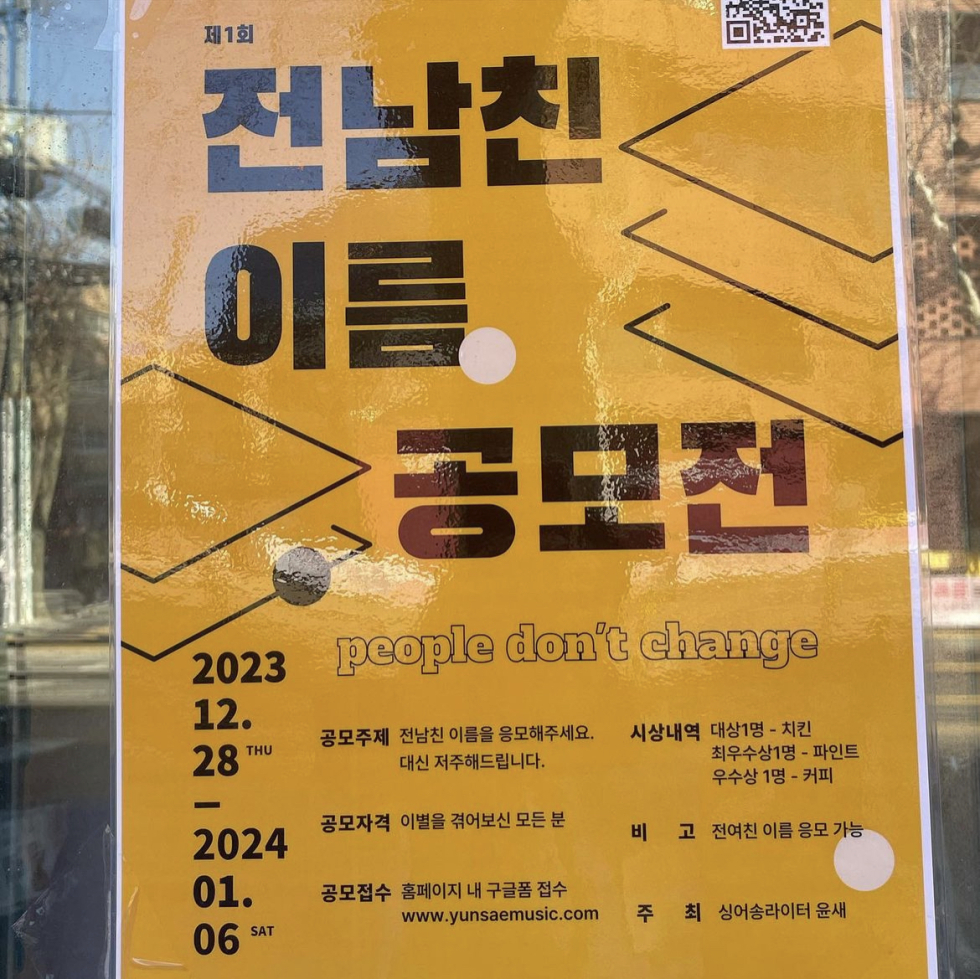 제1회
전남친
이름
공모전
people don't change
2023
12.
28 THU
—
2024
01.
06 SAT
공모주제 전남친 이름을 응모해주세요.
대신 저주해드립니다.
공모자격 이별을 겪어보신 모든 분
공모접수 홈페이지 내 구글폼 접수
www.yunsaemusic.com
시상내역 대상1명 - 치킨
최우수상1명 - 파인트
우수상 1명 - 커피
비 고 전여친 이름 응모 가능
주 최 싱어송라이터 윤새